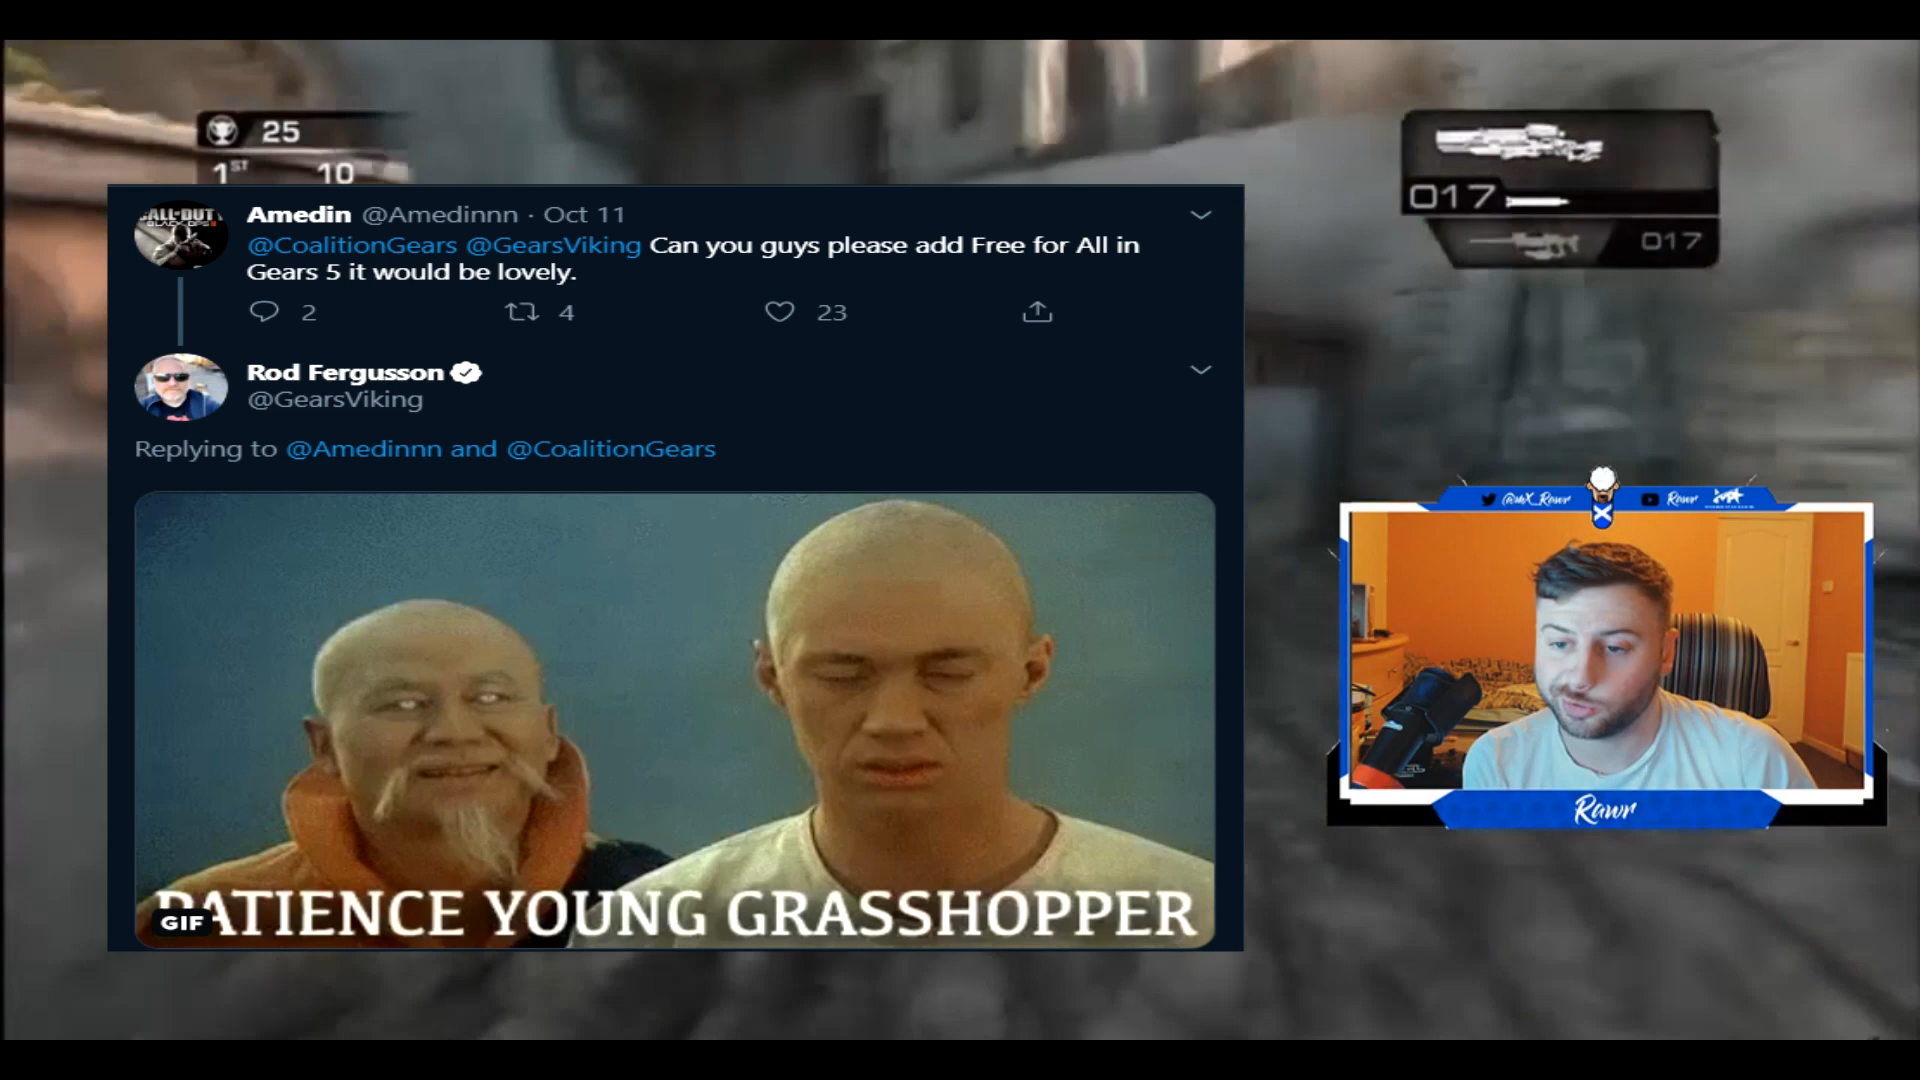 25
1ST 10
017
017
Amedin @Amedinnn · Oct 11
@CoalitionGears @GearsViking Can you guys please add Free for All in
Gears 5 it would be lovely.
2 4 23
Rod Fergusson
@GearsViking
Replying to @Amedinnn and @CoalitionGears
PATIENCE YOUNG GRASSHOPPER
GIF
Rawr
Rawr